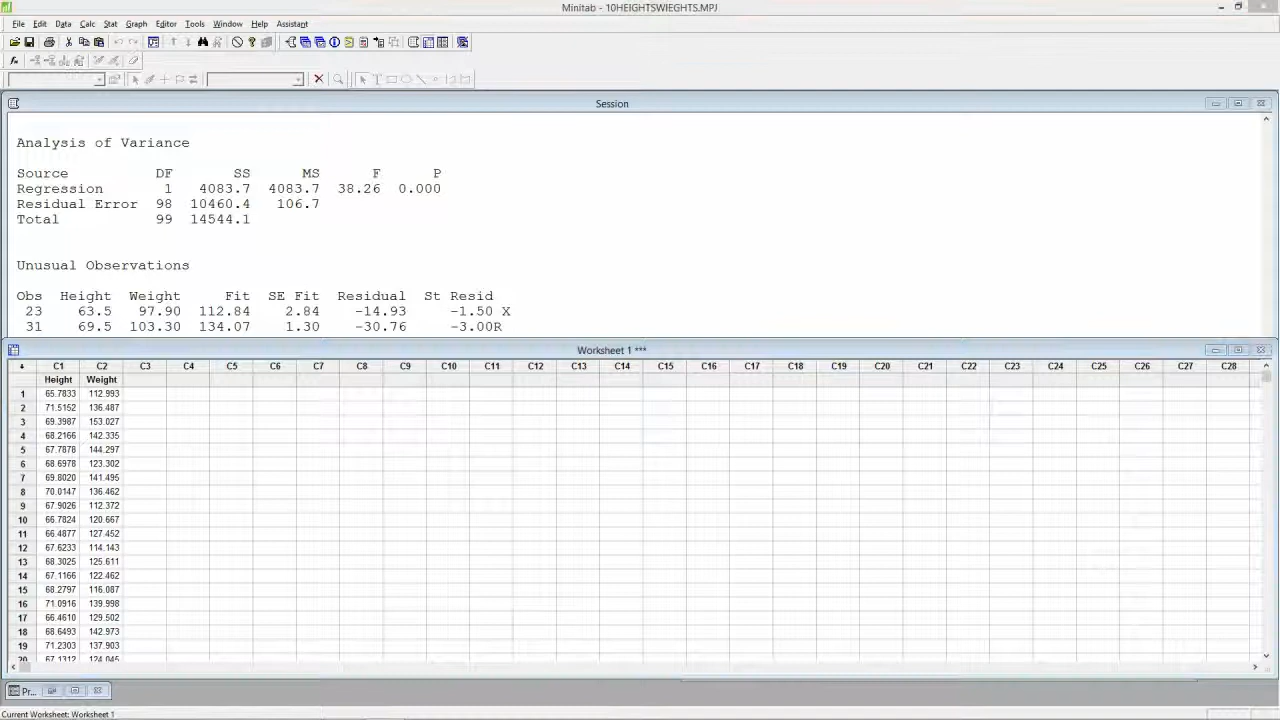 Minitab - 10HEIGHTSWIEGHTS.MPJ
File Edit Data Calc Stat Graph Editor Tools Window Help Assistant
Session
Analysis of Variance
Source DF SS MS F P
Regression 1 4083.7 4083.7 38.26 0.000
Residual Error 98 10460.4 106.7
Total 99 14544.1
Unusual Observations
Obs Height Weight Fit SE Fit Residual St Resid
23 63.5 97.90 112.84 2.84 -14.93 -1.50 X
31 69.5 103.30 134.07 1.30 -30.76 -3.00R
Worksheet 1 ***
C1 C2 C3 C4 C5 C6 C7 C8 C9 C10 C11 C12 C13 C14 C15 C16 C17 C18 C19 C20 C21 C22 C23 C24 C25 C26 C27 C28
Height Weight
1 65.7833 112.993
2 71.5152 136.487
3 69.3987 153.027
4 68.2166 142.335
5 67.7878 144.297
6 68.6978 123.302
7 69.8020 141.495
8 70.0147 136.462
9 67.9026 112.372
10 66.7824 120.667
11 66.4877 127.452
12 67.6233 114.143
13 68.3025 125.611
14 67.1166 122.462
15 68.2797 116.087
16 71.0916 139.998
17 66.4610 129.502
18 68.6493 142.973
19 71.2303 137.903
20 67.1312 124.045
Pr...
Current Worksheet: Worksheet 1